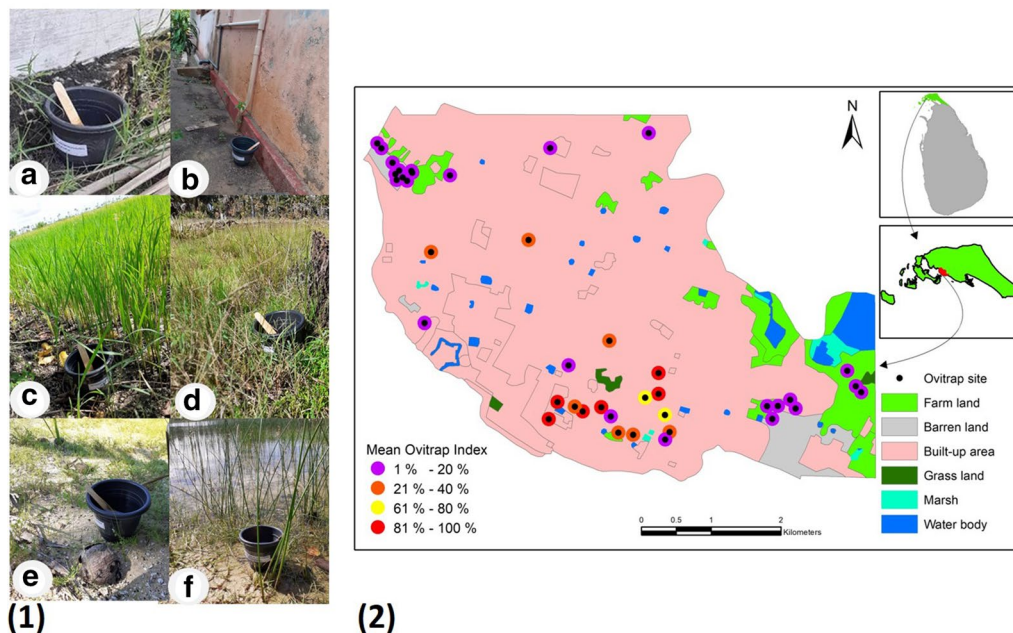 a
b
c
d
e
f
(1)
N
Mean Ovitrap Index
1 % - 20 %
21 % - 40 %
61 % - 80 %
81 % - 100 %
0 0.5 1 2
Kilometers
Ovitrap site
Farm land
Barren land
Built-up area
Grass land
Marsh
Water body
(2)